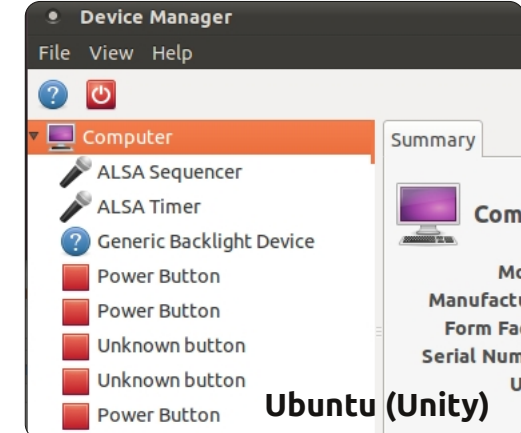 Device Manager
File View Help
Computer
Summary
ALSA Sequencer
ALSA Timer
Generic Backlight Device
Power Button
Power Button
Unknown button
Unknown button
Power Button
Ubuntu (Unity)